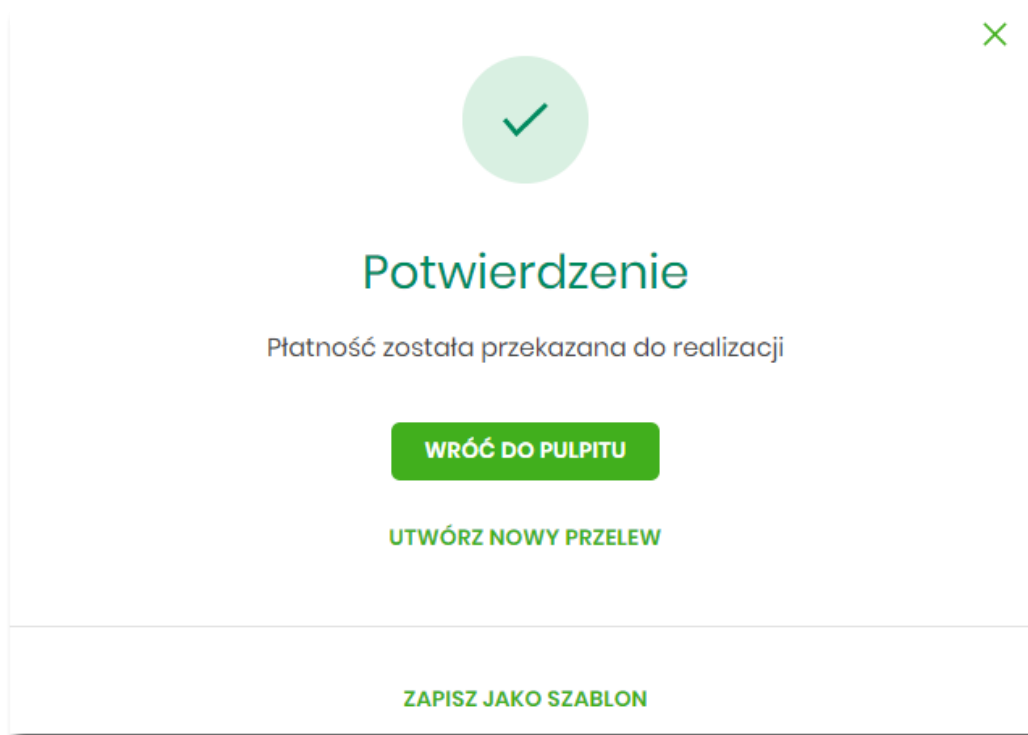 Potwierdzenie
Płatność została przekazana do realizacji
WRÓĆ DO PULPITU
UTWÓRZ NOWY PRZELEW
ZAPISZ JAKO SZABLON